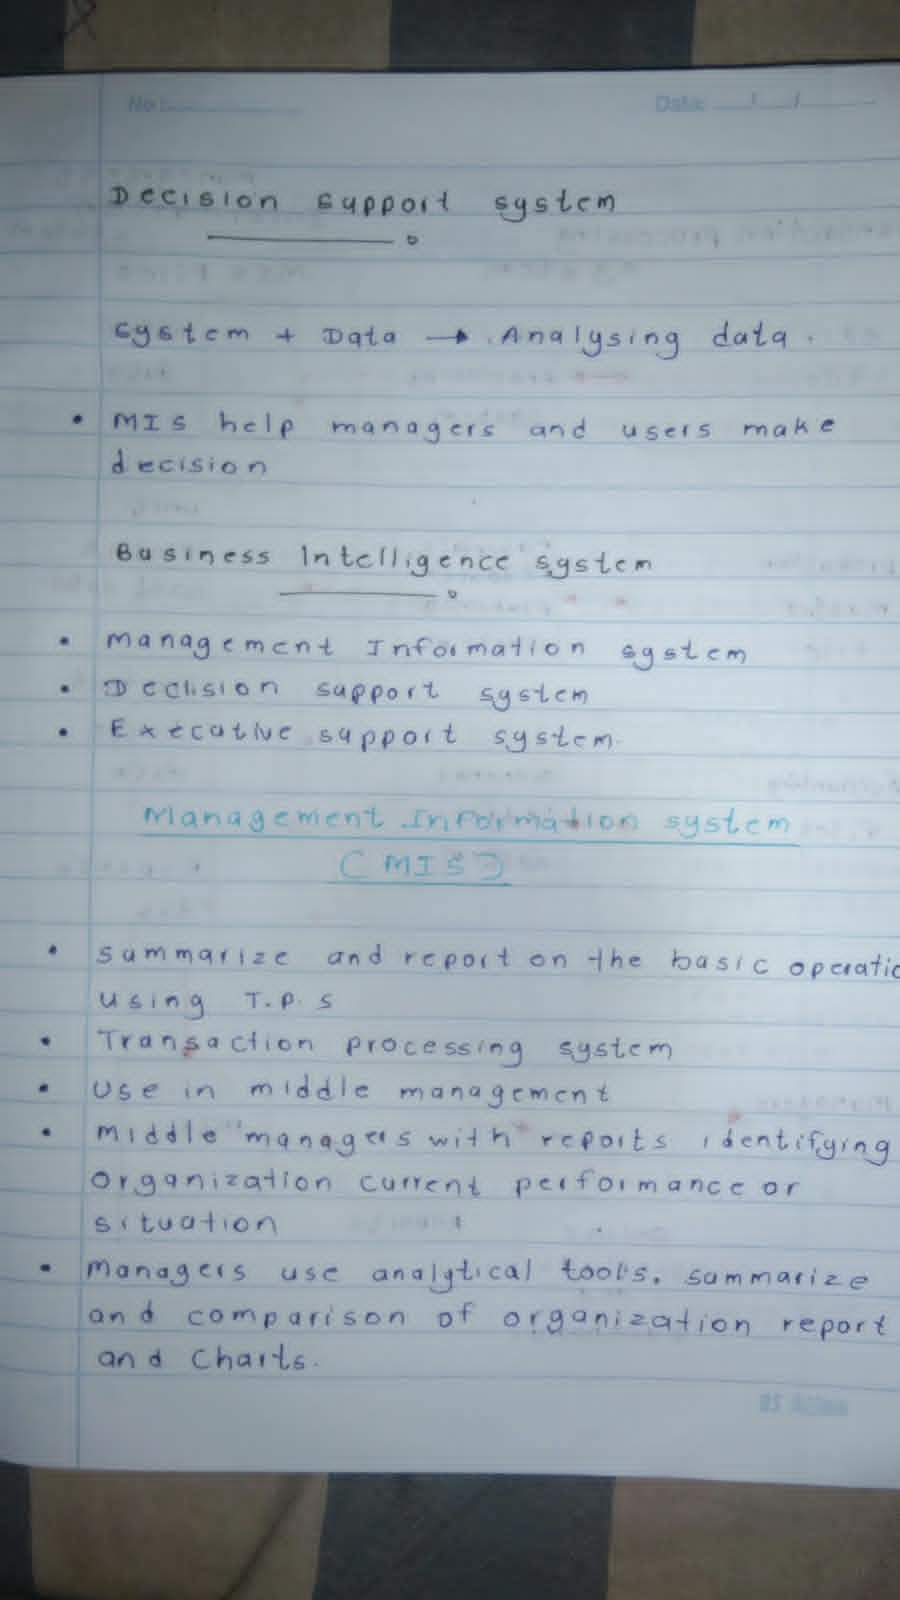 No:
Date: / /
Decision support system
system + Data → Analysing data.
• MIS help managers and users make
decision
Business Intelligence system
• management Information system
• Decision support system
• Executive support system.
Management Information system
(MIS)
• summarize and report on the basic operatio
using T.P.S
• Transaction processing system
• Use in middle management
• middle managers with reports identifying
organization current performance or
situation
• managers use analytical tools, summarize
and comparison of organization report
and charts.